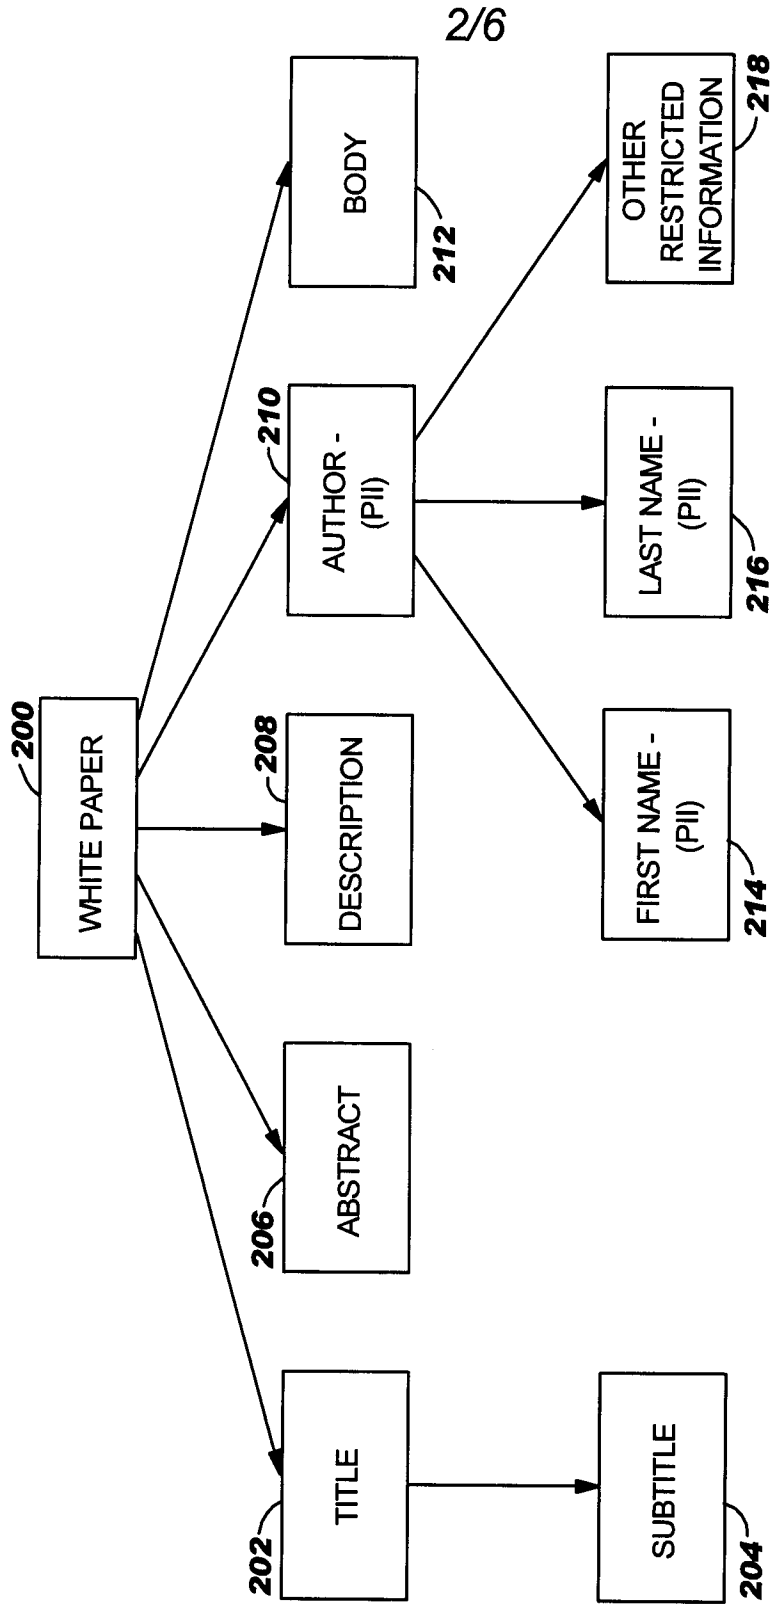 2/6
200
WHITE PAPER
202
TITLE
206
ABSTRACT
208
DESCRIPTION
210
AUTHOR -
(PII)
212
BODY
204
SUBTITLE
214
FIRST NAME -
(PII)
216
LAST NAME -
(PII)
218
OTHER
RESTRICTED
INFORMATION